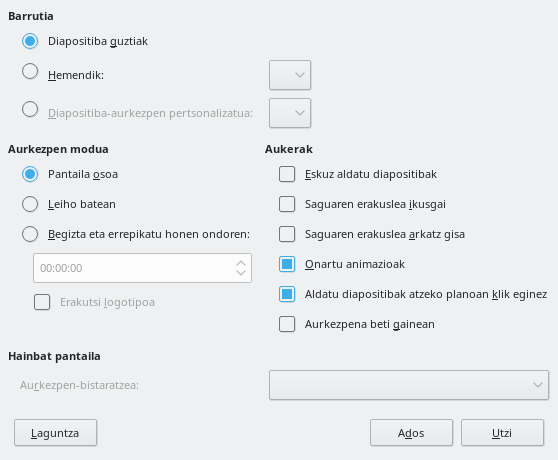 Barrutia
Diapositiba guztiak
Hemendik:
Diapositiba-aurkezpen pertsonalizatua:
Aurkezpen modua
Pantaila osoa
Leiho batean
Begizta eta errepikatu honen ondoren:
00:00:00
Erakutsi logotipoa
Aukerak
Eskuz aldatu diapositibak
Saguaren erakuslea ikusgai
Saguaren erakuslea arkatz gisa
Onartu animazioak
Aldatu diapositibak atzeko planoan klik eginez
Aurkezpena beti gainean
Hainbat pantaila
Aurkezpen-bistaratzea:
Laguntza
Ados
Utzi